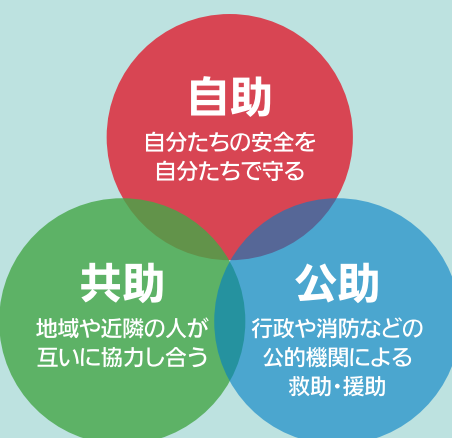 自助
自分たちの安全を
自分たちで守る
共助
地域や近隣の人が
互いに協力し合う
公助
行政や消防などの
公的機関による
救助・援助